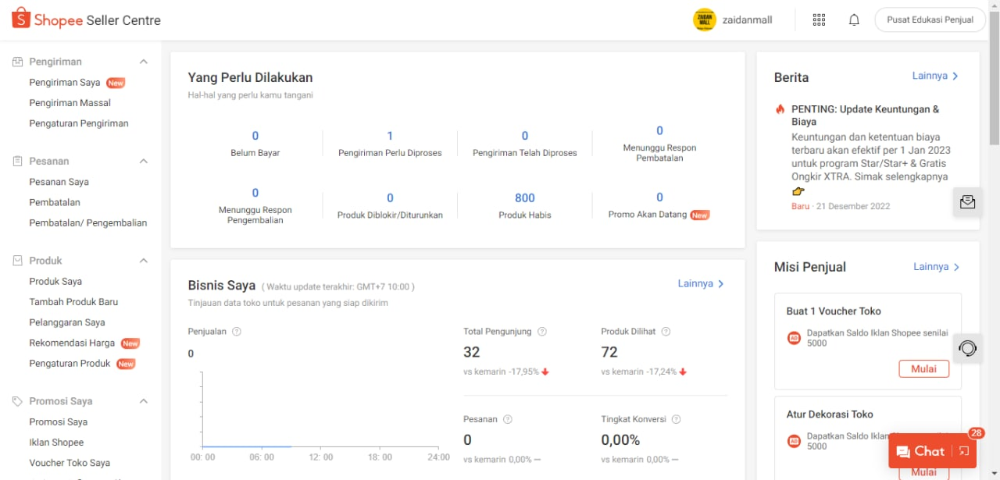 Shopee Seller Centre
ZAIDAN
MALL
zaidanmall
Pusat Edukasi Penjual
Pengiriman
Pengiriman Saya New
Pengiriman Massal
Pengaturan Pengiriman
Pesanan
Pesanan Saya
Pembatalan
Pembatalan/ Pengembalian
Produk
Produk Saya
Tambah Produk Baru
Pelanggaran Saya
Rekomendasi Harga New
Pengaturan Produk New
Promosi Saya
Promosi Saya
Iklan Shopee
Voucher Toko Saya
Yang Perlu Dilakukan
Hal-hal yang perlu kamu tangani
0
Belum Bayar
1
Pengiriman Perlu Diproses
0
Pengiriman Telah Diproses
0
Menunggu Respon
Pembatalan
0
Menunggu Respon
Pengembalian
0
Produk Diblokir/Diturunkan
800
Produk Habis
0
Promo Akan Datang New
Bisnis Saya ( Waktu update terakhir: GMT+7 10:00 )
Lainnya
Tinjauan data toko untuk pesanan yang siap dikirim
Penjualan
0
00: 00 06: 00 12: 00 18: 00 24:00
Total Pengunjung
32
vs kemarin -17,95%
Produk Dilihat
72
vs kemarin -17,24%
Pesanan
0
vs kemarin 0,00% —
Tingkat Konversi
0,00%
vs kemarin 0,00% —
Berita
Lainnya
PENTING: Update Keuntungan &
Biaya
Keuntungan dan ketentuan biaya
terbaru akan efektif per 1 Jan 2023
untuk program Star/Star+ & Gratis
Ongkir XTRA. Simak selengkapnya
👉
Baru · 21 Desember 2022
Misi Penjual
Lainnya
Buat 1 Voucher Toko
AD
Dapatkan Saldo Iklan Shopee senilai
5000
Mulai
Atur Dekorasi Toko
AD
Dapatkan Saldo Iklan
5000
Mulai
Chat
28